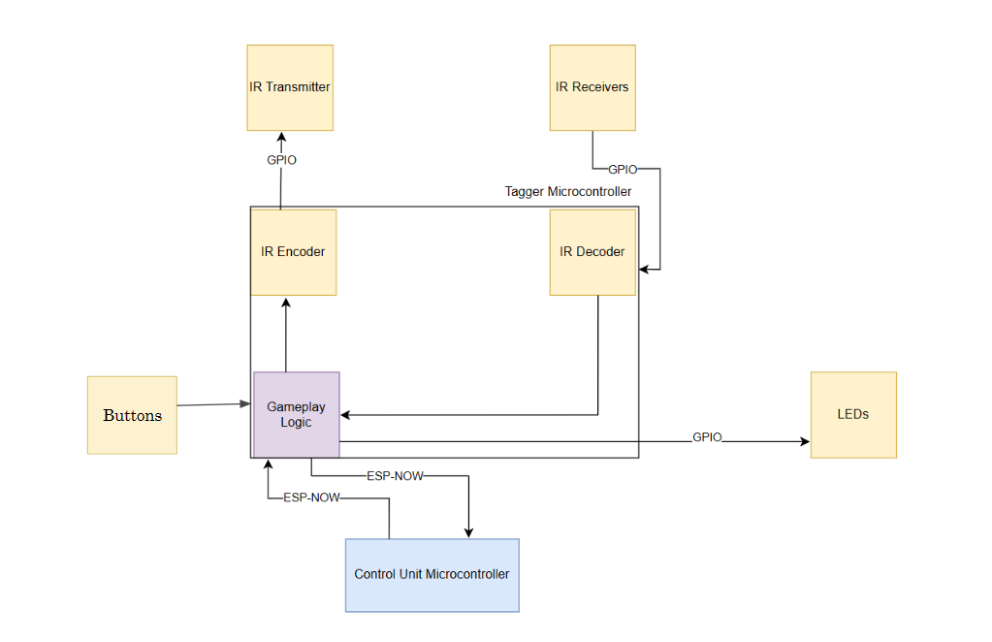 IR Transmitter
IR Receivers
GPIO
GPIO
Tagger Microcontroller
IR Encoder
IR Decoder
Buttons
Gameplay
Logic
LEDs
GPIO
ESP-NOW
ESP-NOW
Control Unit Microcontroller